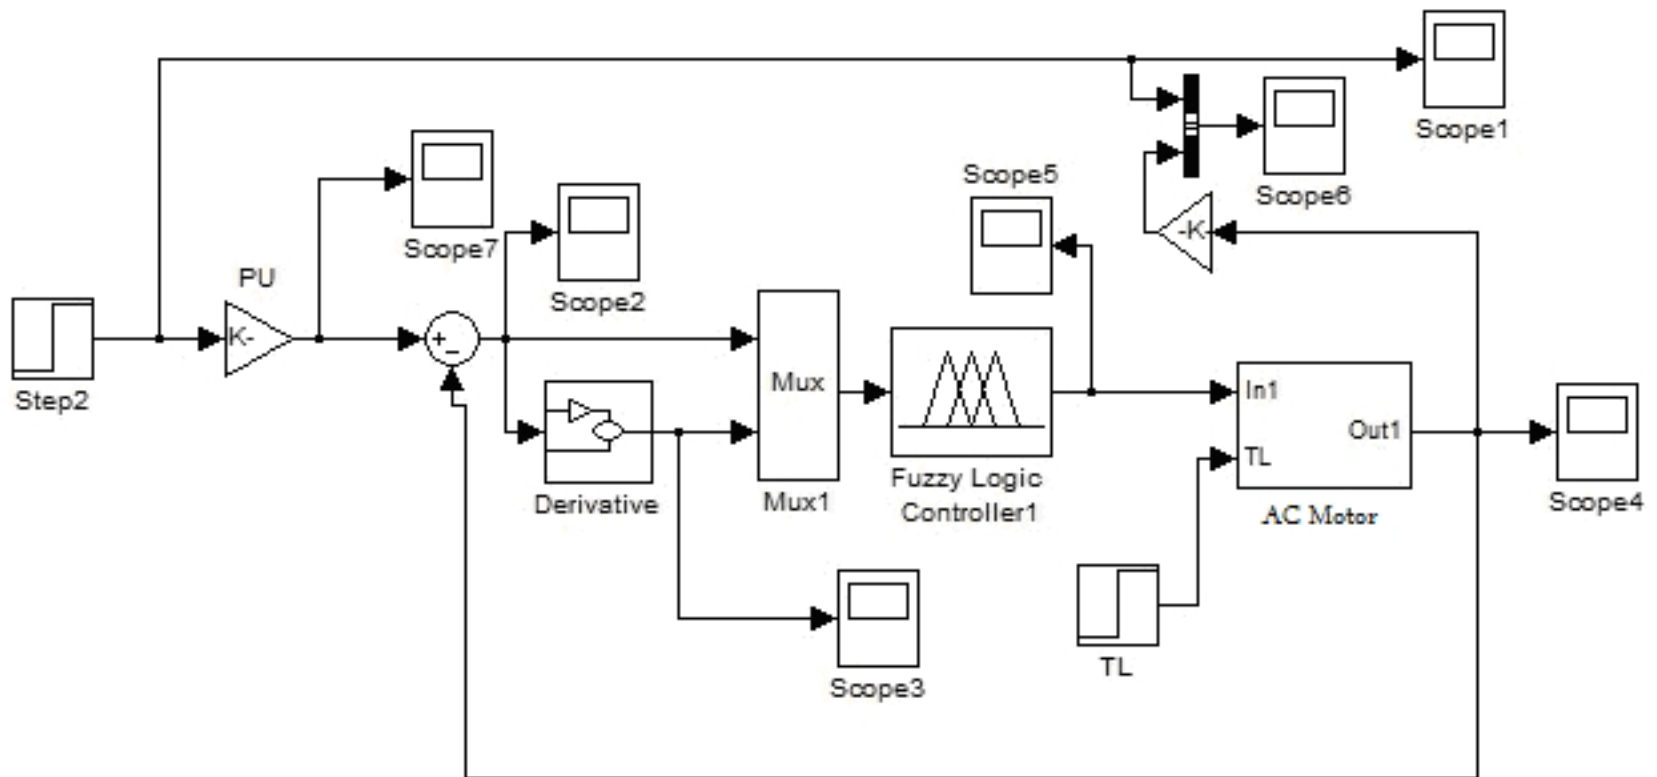 Scope1
Scope6
Scope5
Scope7
-K-
PU
Scope2
K-
Step2
Mux
In1
Out1
TL
Derivative
Mux1
Fuzzy Logic
Controller1
AC Motor
Scope4
TL
Scope3